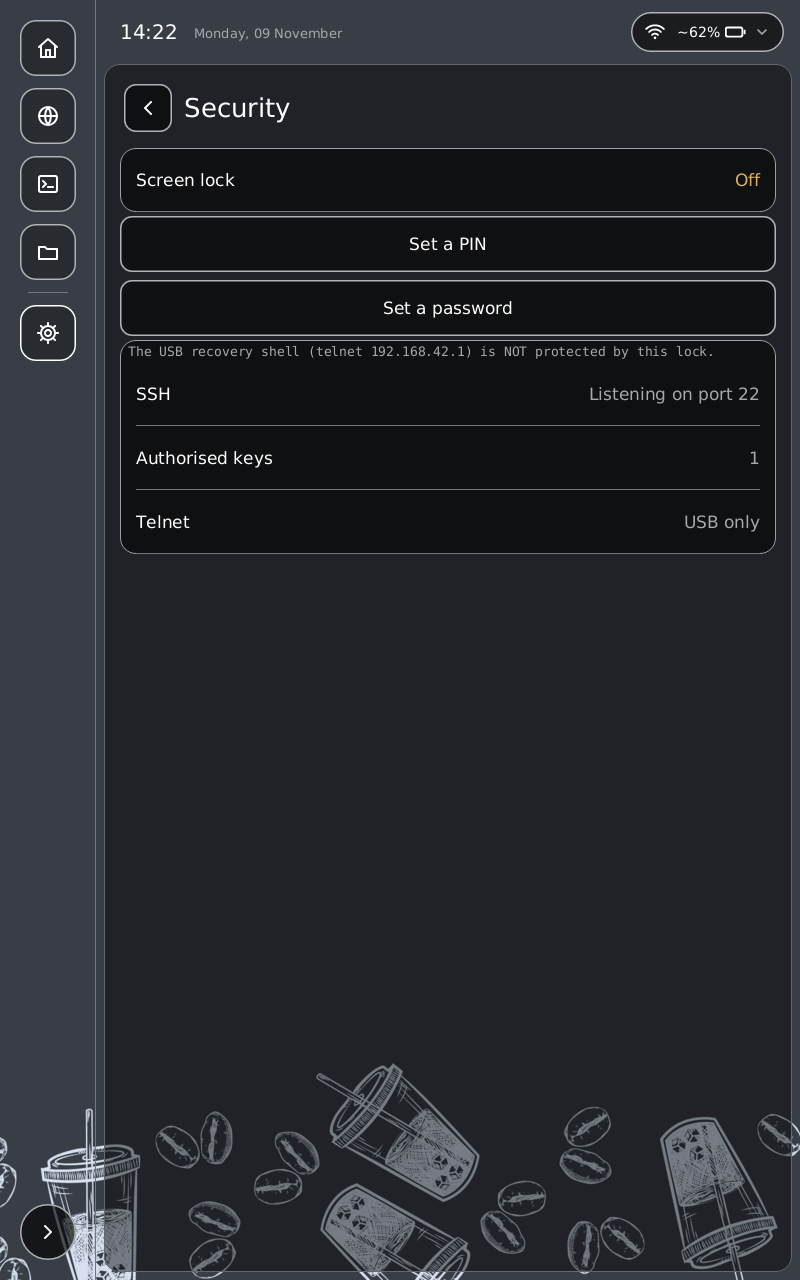 14:22 Monday, 09 November ~62%
Security
Screen lock Off
Set a PIN
Set a password
The USB recovery shell (telnet 192.168.42.1) is NOT protected by this lock.
SSH Listening on port 22
Authorised keys 1
Telnet USB only